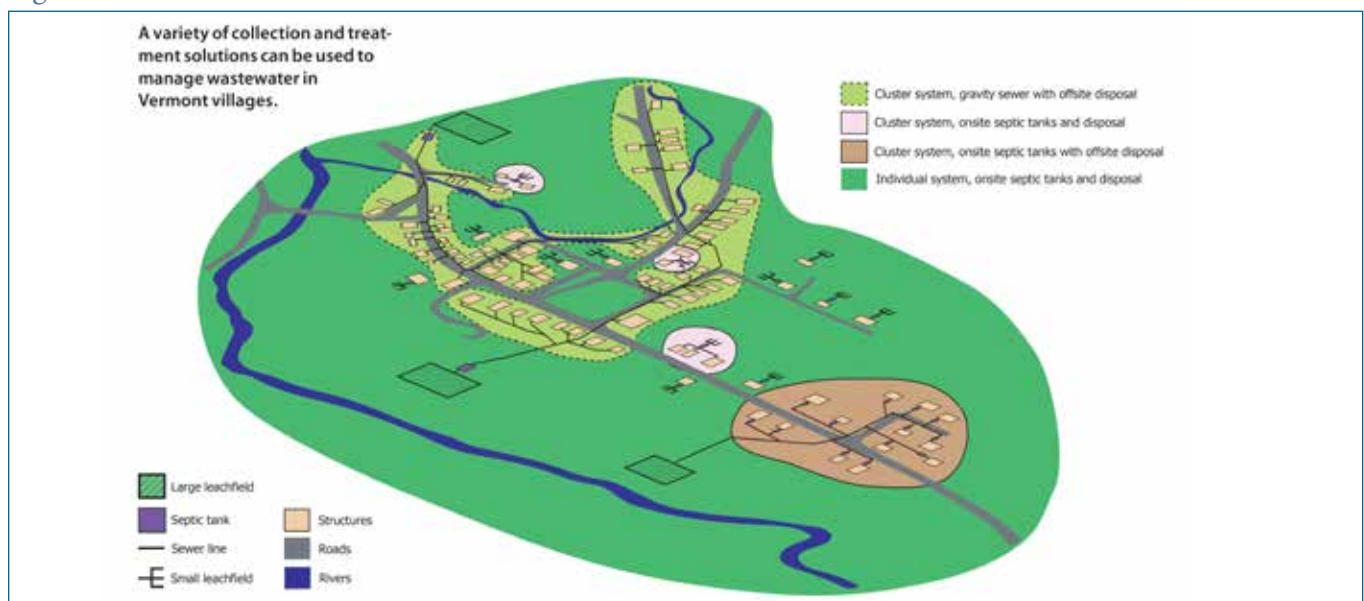 A variety of collection and treat-
ment solutions can be used to
manage wastewater in
Vermont villages.
Cluster system, gravity sewer with offsite disposal
Cluster system, onsite septic tanks and disposal
Cluster system, onsite septic tanks with offsite disposal
Individual system, onsite septic tanks and disposal
Large leachfield
Septic tank
Structures
Sewer line
Roads
Small leachfield
Rivers